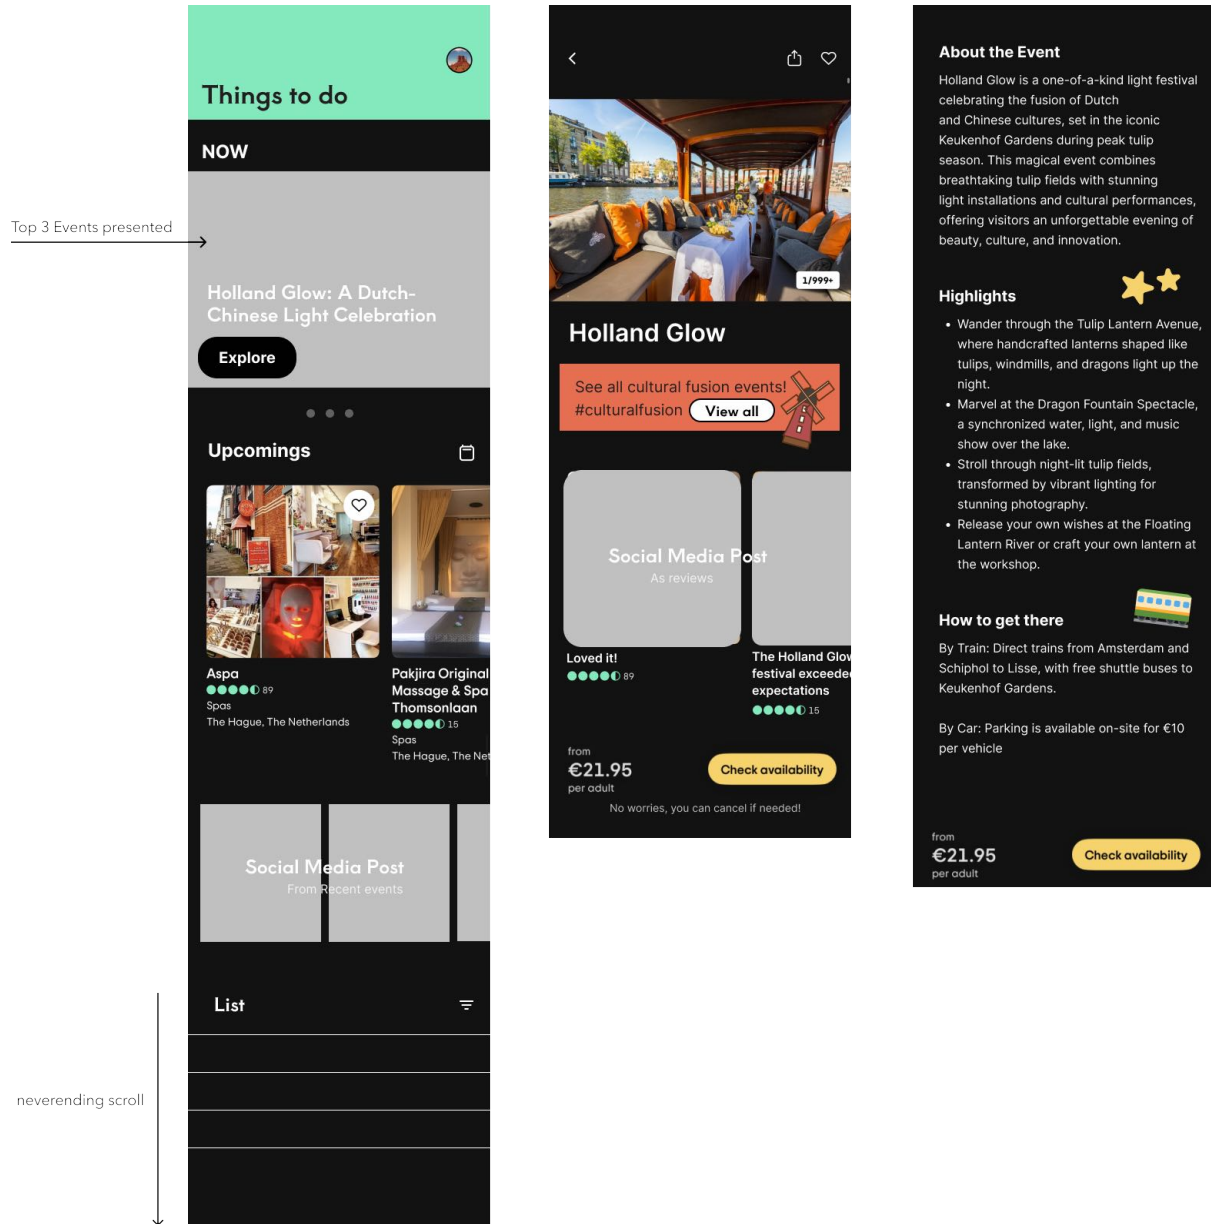 Things to do
NOW
Top 3 Events presented
Holland Glow: A Dutch-
Chinese Light Celebration
Explore
Upcomings
Aspa
89
Spas
The Hague, The Netherlands
Pakjira Original
Massage & Spa
Thomsonlaan
15
Spas
The Hague, The Net
Social Media Post
From Recent events
List
neverending scroll
1/999+
Holland Glow
See all cultural fusion events!
#culturalfusion View all
Social Media Post
As reviews
Loved it!
89
The Holland Glow
festival exceeded
expectations
15
from
€21.95
per adult
Check availability
No worries, you can cancel if needed!
About the Event
Holland Glow is a one-of-a-kind light festival
celebrating the fusion of Dutch
and Chinese cultures, set in the iconic
Keukenhof Gardens during peak tulip
season. This magical event combines
breathtaking tulip fields with stunning
light installations and cultural performances,
offering visitors an unforgettable evening of
beauty, culture, and innovation.
Highlights
• Wander through the Tulip Lantern Avenue,
where handcrafted lanterns shaped like
tulips, windmills, and dragons light up the
night.
• Marvel at the Dragon Fountain Spectacle,
a synchronized water, light, and music
show over the lake.
• Stroll through night-lit tulip fields,
transformed by vibrant lighting for
stunning photography.
• Release your own wishes at the Floating
Lantern River or craft your own lantern at
the workshop.
How to get there
By Train: Direct trains from Amsterdam and
Schiphol to Lisse, with free shuttle buses to
Keukenhof Gardens.
By Car: Parking is available on-site for €10
per vehicle
from
€21.95
per adult
Check availability